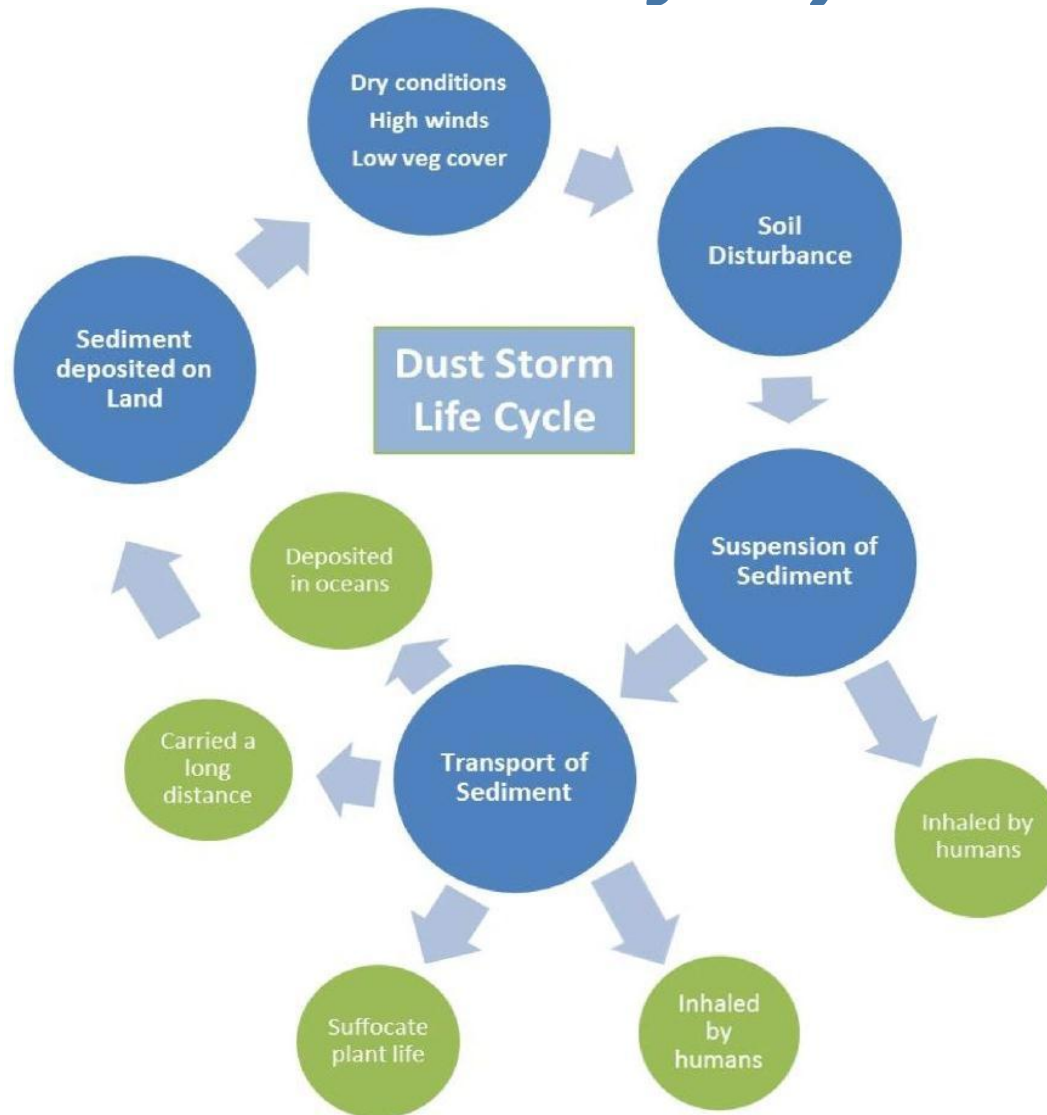 Dry conditions
High winds
Low veg cover
Soil
Disturbance
Sediment
deposited on
Land
Dust Storm
Life Cycle
Suspension of
Sediment
Deposited
in oceans
Carried a
long
distance
Transport of
Sediment
Inhaled by
humans
Suffocate
plant life
Inhaled
by
humans